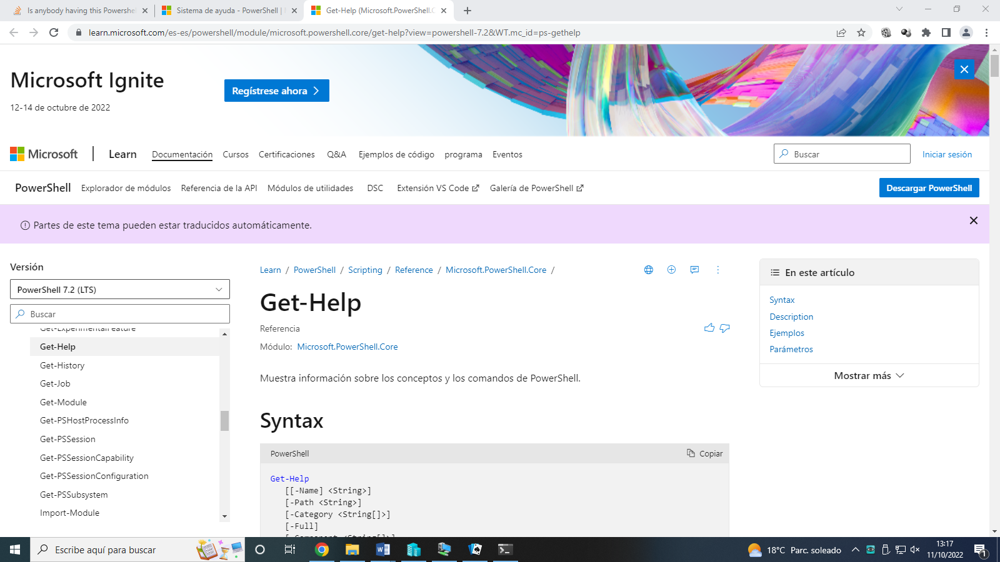 Is anybody having this Powershel
Sistema de ayuda - PowerShell |
Get-Help (Microsoft.PowerShell.C
learn.microsoft.com/es-es/powershell/module/microsoft.powershell.core/get-help?view=powershell-7.2&WT.mc_id=ps-gethelp
Microsoft Ignite
12-14 de octubre de 2022
Regístrese ahora
Microsoft
Learn
Documentación
Cursos
Certificaciones
Q&A
Ejemplos de código
programa
Eventos
Buscar
Iniciar sesión
PowerShell
Explorador de módulos
Referencia de la API
Módulos de utilidades
DSC
Extensión VS Code
Galería de PowerShell
Descargar PowerShell
Partes de este tema pueden estar traducidos automáticamente.
Versión
PowerShell 7.2 (LTS)
Buscar
Get-ExperimentalFeature
Get-Help
Get-History
Get-Job
Get-Module
Get-PSHostProcessInfo
Get-PSSession
Get-PSSessionCapability
Get-PSSessionConfiguration
Get-PSSubsystem
Import-Module
Learn / PowerShell / Scripting / Reference / Microsoft.PowerShell.Core /
Get-Help
Referencia
Módulo: Microsoft.PowerShell.Core
Muestra información sobre los conceptos y los comandos de PowerShell.
Syntax
PowerShell
Copiar
Get-Help
[[-Name] <String>]
[-Path <String>]
[-Category <String[]>]
[-Full]
[-Component <String[]>]
En este artículo
Syntax
Description
Ejemplos
Parámetros
Mostrar más
Escribe aquí para buscar
18°C Parc. soleado
13:17
11/10/2022
1